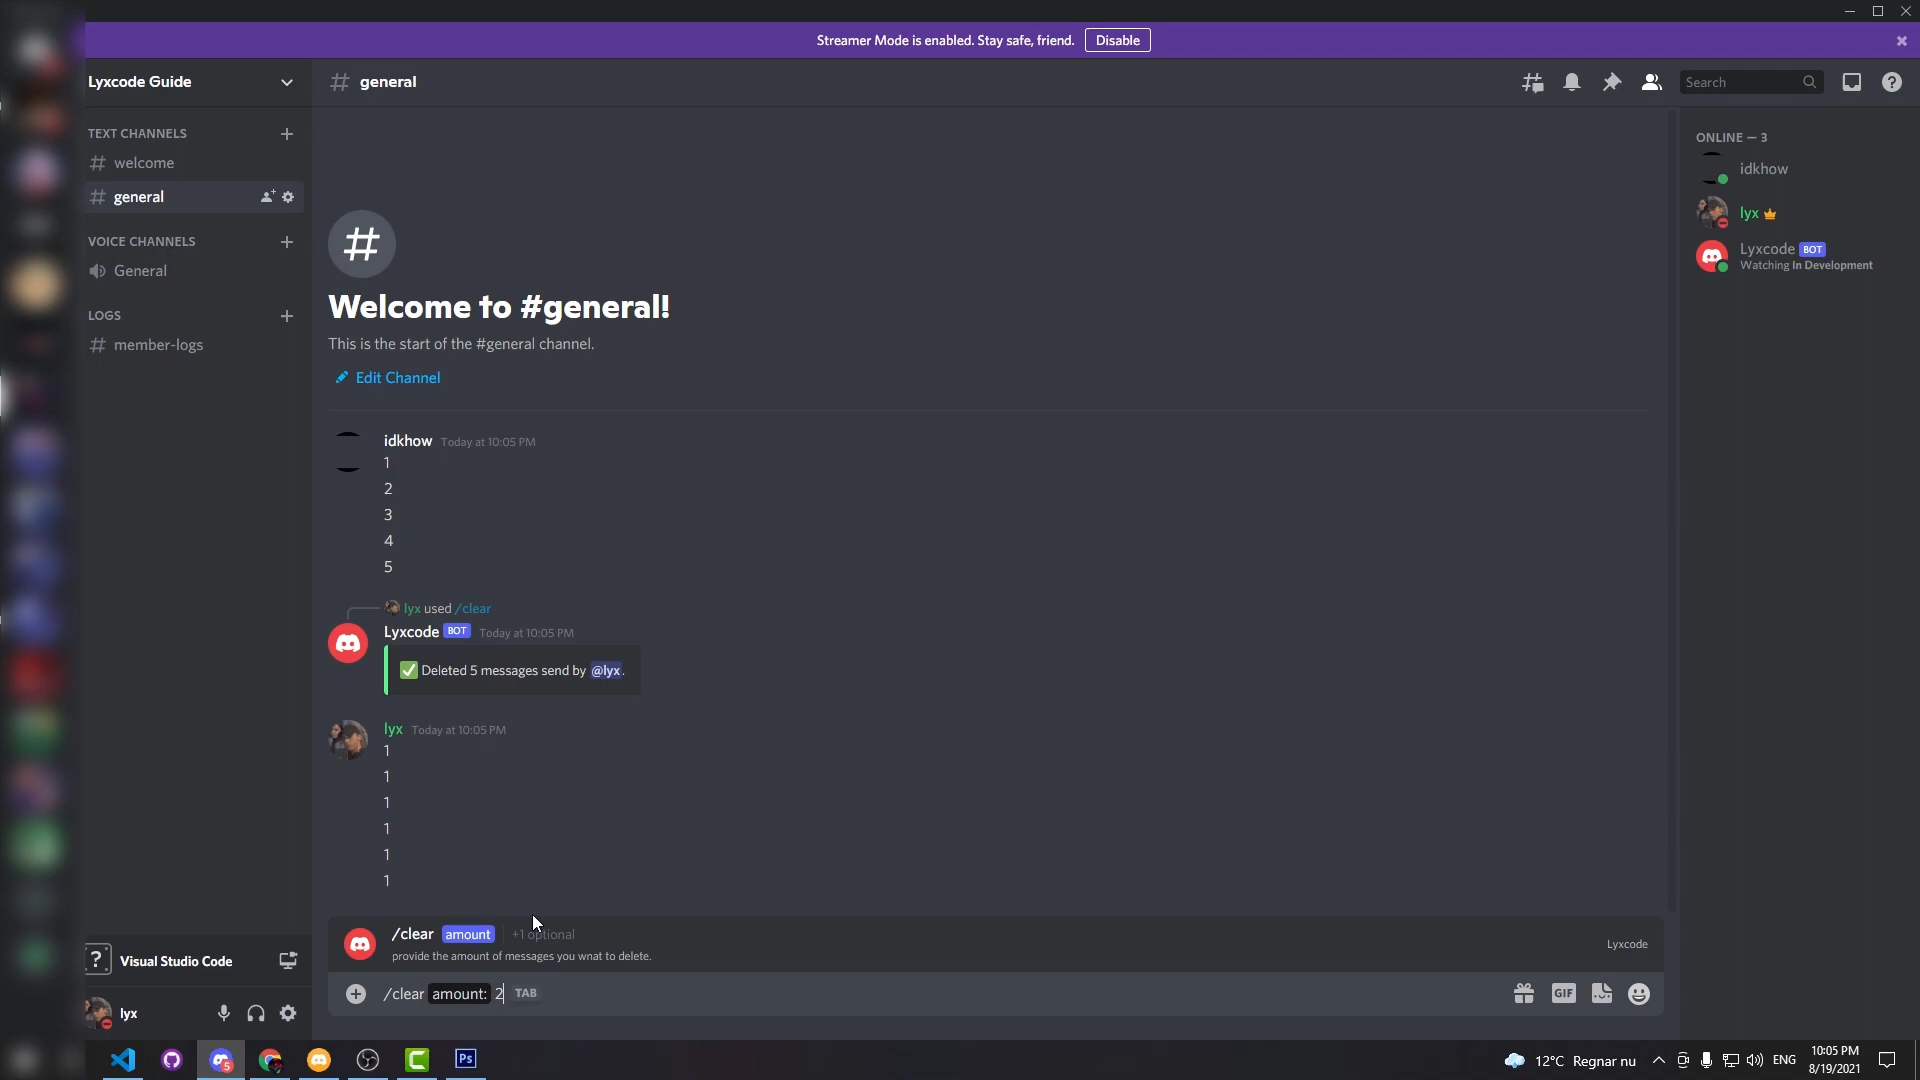 Streamer Mode is enabled. Stay safe, friend. Disable
Lyxcode Guide
general
Search
TEXT CHANNELS
welcome
general
VOICE CHANNELS
General
LOGS
member-logs
Welcome to #general!
This is the start of the #general channel.
Edit Channel
idkhow Today at 10:05 PM
1
2
3
4
5
lyx used /clear
Lyxcode BOT Today at 10:05 PM
Deleted 5 messages send by @lyx.
lyx Today at 10:05 PM
1
1
1
1
1
1
/clear amount +1 optional
provide the amount of messages you wnat to delete.
Lyxcode
/clear amount: 2 TAB
GIF
ONLINE — 3
idkhow
lyx
Lyxcode BOT
Watching In Development
Visual Studio Code
lyx
5
Ps
12°C Regnar nu
ENG
10:05 PM
8/19/2021